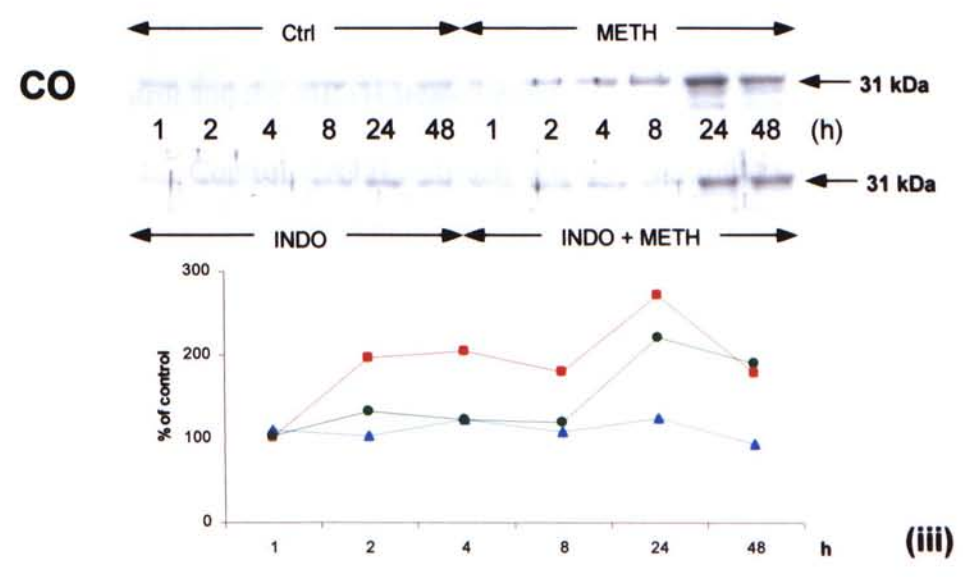 Ctrl METH
CO 31 kDa
1 2 4 8 24 48 1 2 4 8 24 48 (h)
31 kDa
INDO INDO + METH
300
200
% of control
100
0
1 2 4 8 24 48 h
(iii)